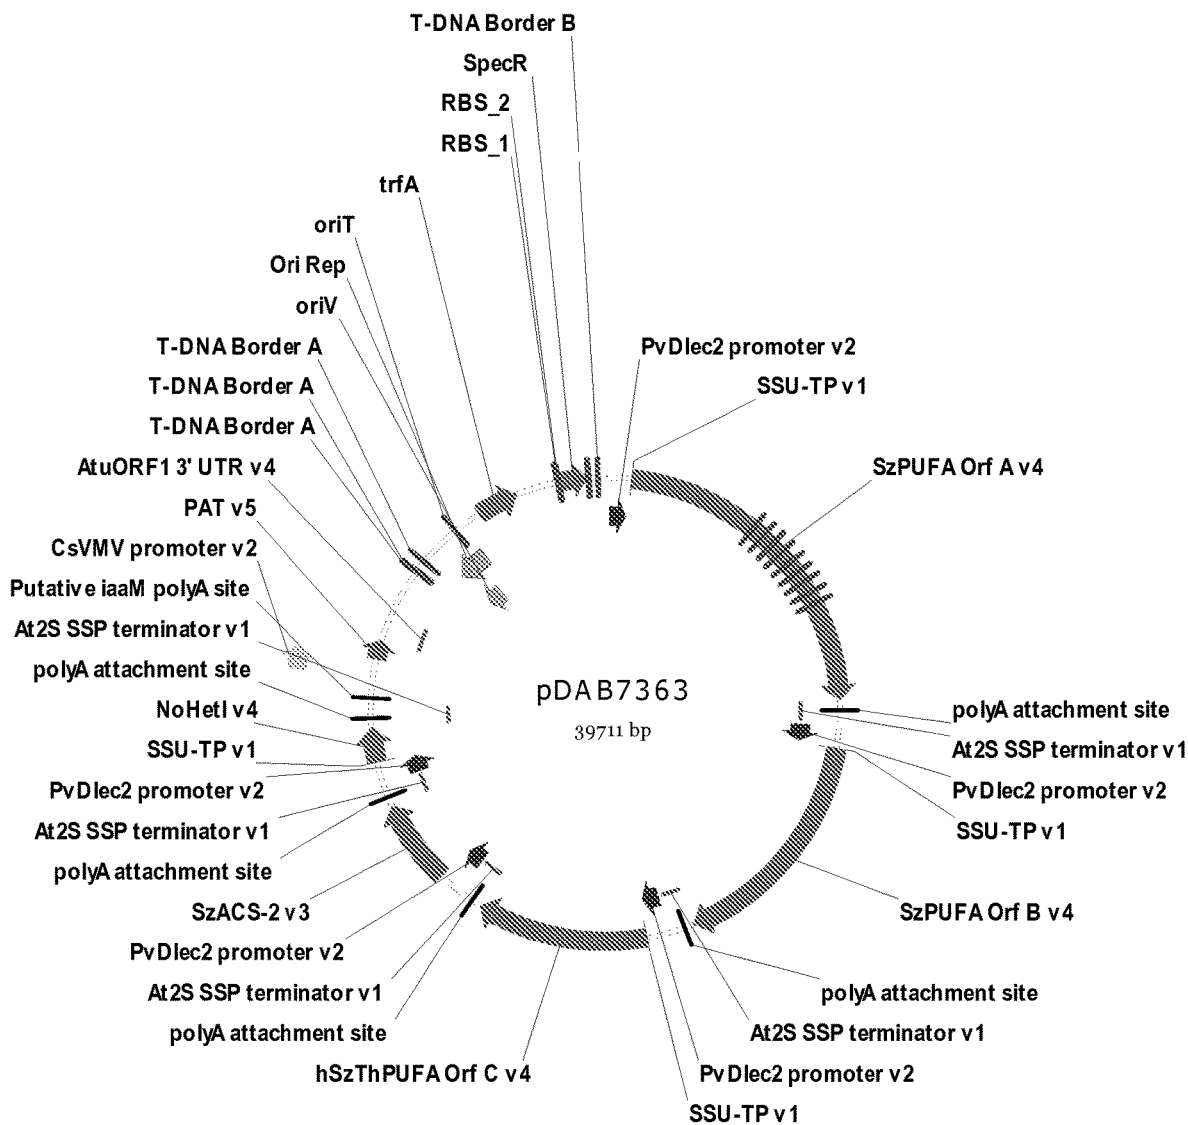 T-DNA Border B
SpecR
RBS_2
RBS_1
trfA
oriT
Ori Rep
oriV
T-DNA Border A
T-DNA Border A
T-DNA Border A
AtuORF1 3' UTR v4
PAT v5
CsVMV promoter v2
Putative iaaM polyA site
At2S SSP terminator v1
polyA attachment site
NoHetI v4
SSU-TP v1
PvDlec2 promoter v2
At2S SSP terminator v1
polyA attachment site
SzACS-2 v3
PvDlec2 promoter v2
At2S SSP terminator v1
polyA attachment site
hSzThPUFA Orf C v4
PvDlec2 promoter v2
SSU-TP v1
SzPUFA Orf A v4
pDAB7363
39711 bp
polyA attachment site
At2S SSP terminator v1
PvDlec2 promoter v2
SSU-TP v1
SzPUFA Orf B v4
polyA attachment site
At2S SSP terminator v1
PvDlec2 promoter v2
SSU-TP v1